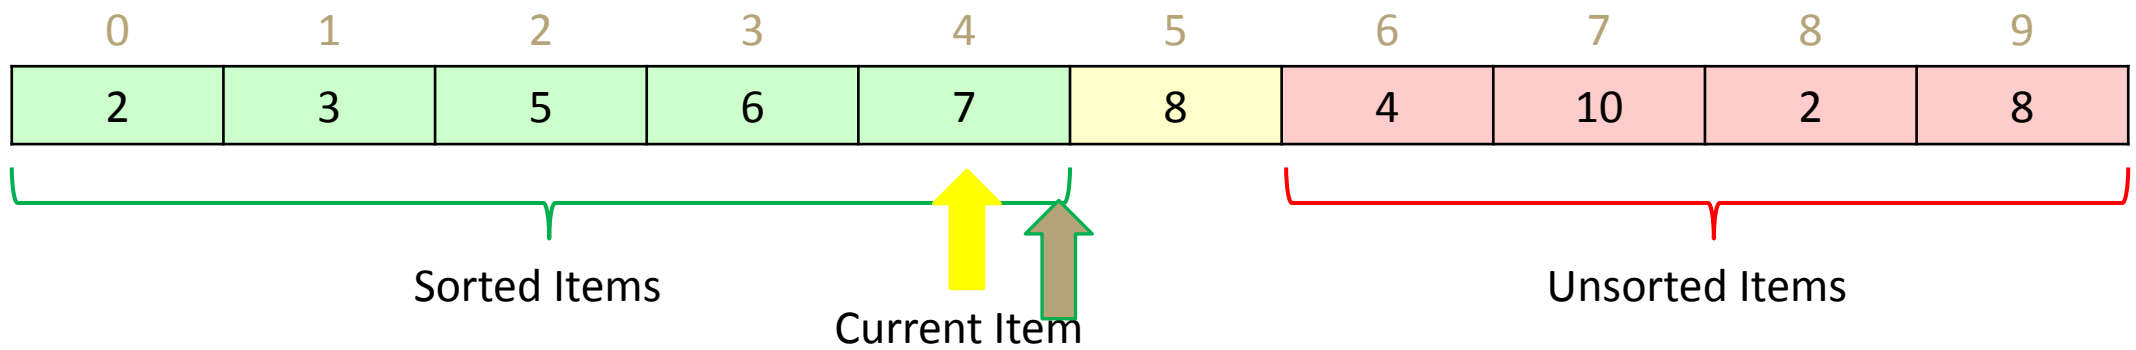 0 1 2 3 4 5 6 7 8 9
2 3 5 6 7 8 4 10 2 8
Sorted Items Unsorted Items
Current Item